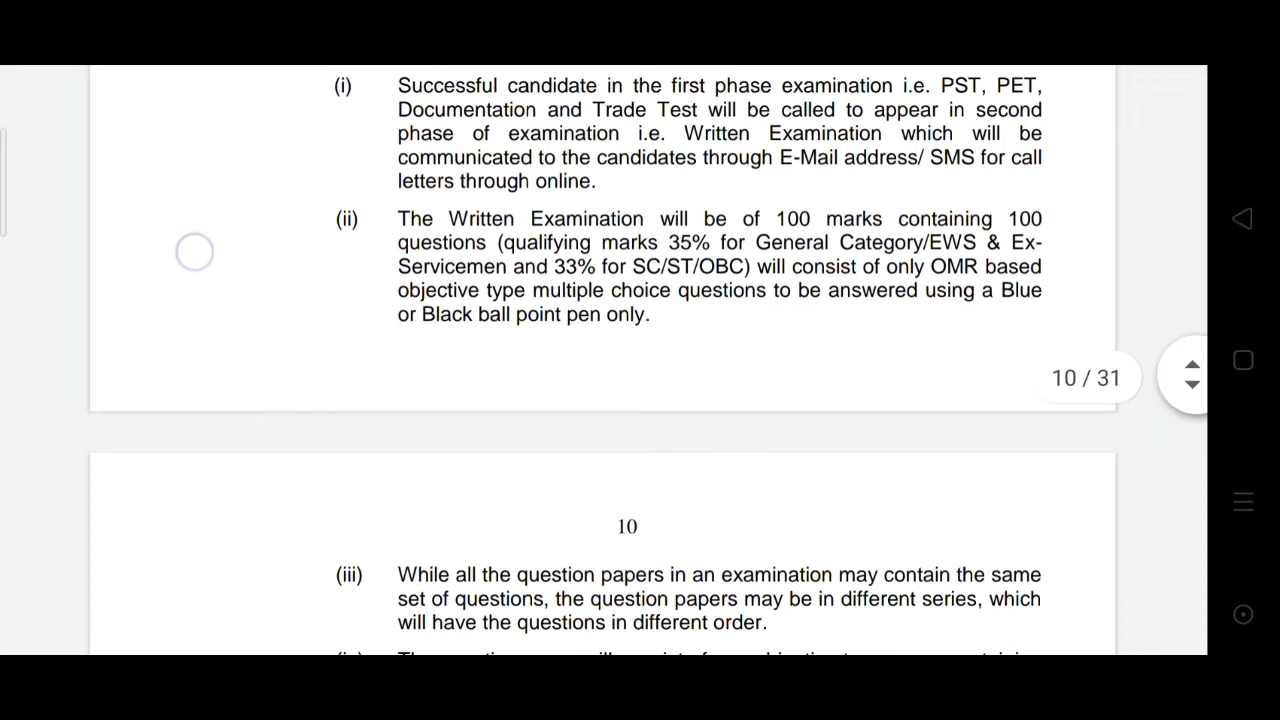 (i) Successful candidate in the first phase examination i.e. PST, PET,
Documentation and Trade Test will be called to appear in second
phase of examination i.e. Written Examination which will be
communicated to the candidates through E-Mail address/ SMS for call
letters through online.
(ii) The Written Examination will be of 100 marks containing 100
questions (qualifying marks 35% for General Category/EWS & Ex-
Servicemen and 33% for SC/ST/OBC) will consist of only OMR based
objective type multiple choice questions to be answered using a Blue
or Black ball point pen only.
10 / 31
10
(iii) While all the question papers in an examination may contain the same
set of questions, the question papers may be in different series, which
will have the questions in different order.